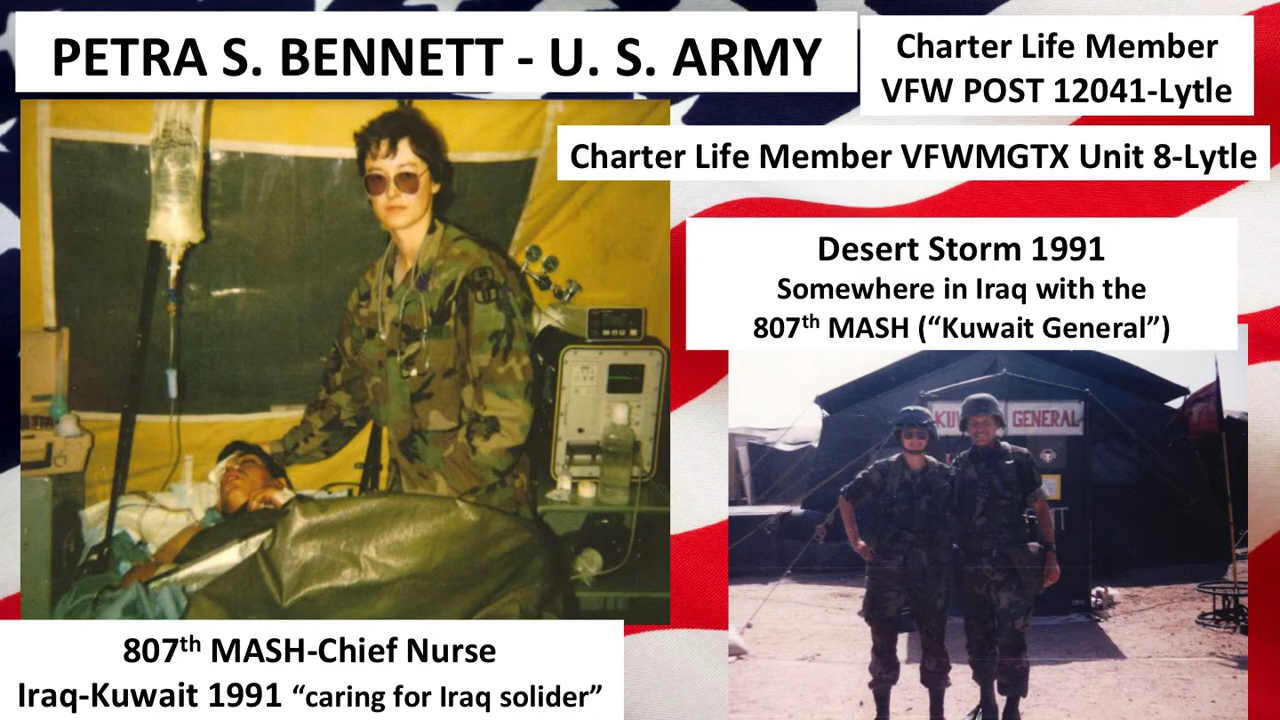 PETRA S. BENNETT - U. S. ARMY
Charter Life Member
VFW POST 12041-Lytle
Charter Life Member VFWMGTX Unit 8-Lytle
Desert Storm 1991
Somewhere in Iraq with the
807th MASH (“Kuwait General”)
GENERAL
807th MASH-Chief Nurse
Iraq-Kuwait 1991 “caring for Iraq solider”